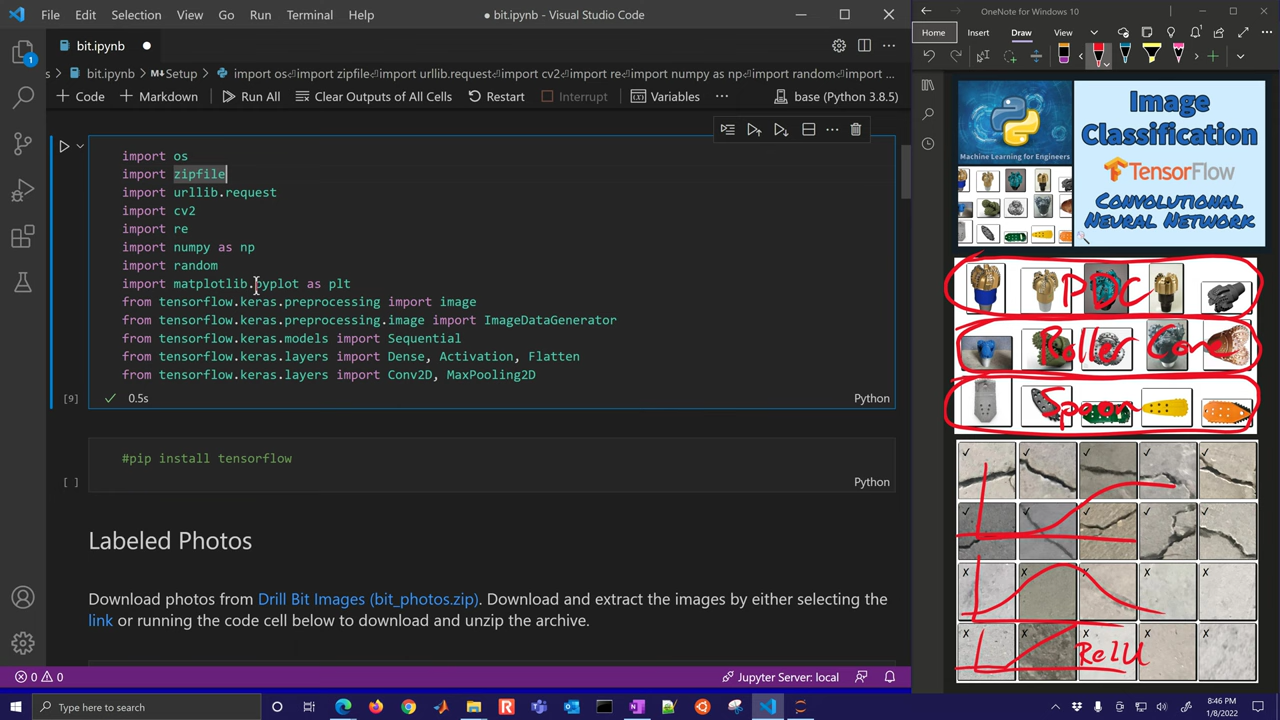 File Edit View Go Run Terminal Help
● bit.ipynb - Visual Studio Code
OneNote for Windows 10
Home Insert Draw View
bit.ipynb
s > bit.ipynb > M↓Setup > import os↵import zipfile↵import urllib.request↵import cv2↵import re↵import numpy as np↵import random↵import ...
+ Code + Markdown Run All Clear Outputs of All Cells Restart Interrupt Variables ... base (Python 3.8.5)
import os
import zipfile
import urllib.request
import cv2
import re
import numpy as np
import random
import matplotlib.pyplot as plt
from tensorflow.keras.preprocessing import image
from tensorflow.keras.preprocessing.image import ImageDataGenerator
from tensorflow.keras.models import Sequential
from tensorflow.keras.layers import Dense, Activation, Flatten
from tensorflow.keras.layers import Conv2D, MaxPooling2D
[9] ✓ 0.5s Python
#pip install tensorflow
[ ] Python
Labeled Photos
Download photos from Drill Bit Images (bit_photos.zip). Download and extract the images by either selecting the
link or running the code cell below to download and unzip the archive.
1
0 0
Jupyter Server: local
Machine Learning for Engineers
Image
Classification
TensorFlow
Convolutional
Neural Network
PDC
Roller Cone
Spoon
RelU
Type here to search
8:46 PM
1/8/2022